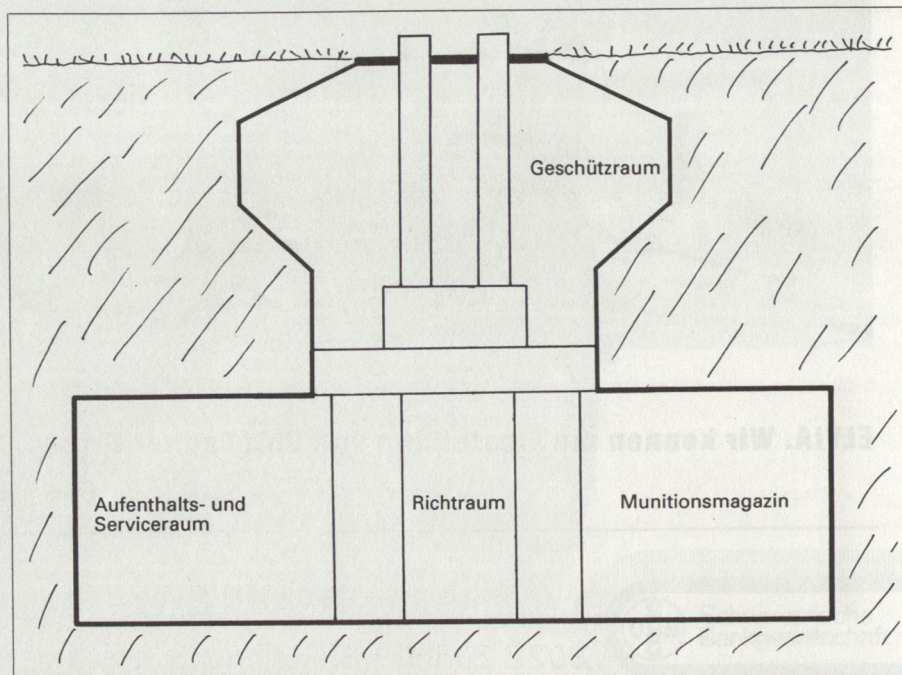 Geschützraum
Aufenthalts- und
Serviceraum
Richtraum
Munitionsmagazin